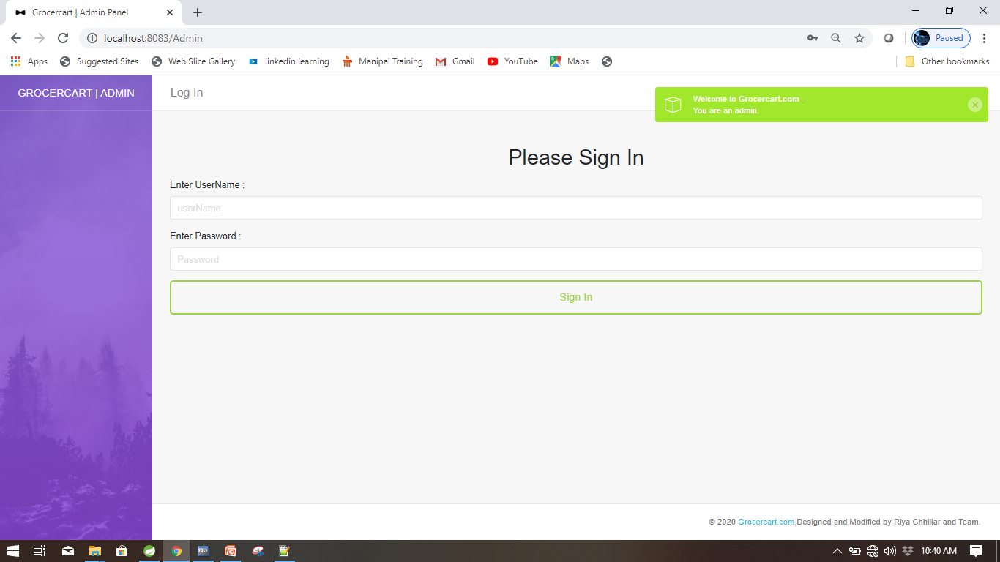 Grocercart | Admin Panel
localhost:8083/Admin
Paused
Apps
Suggested Sites
Web Slice Gallery
linkedin learning
Manipal Training
Gmail
YouTube
Maps
Other bookmarks
GROCERCART | ADMIN
Log In
Welcome to Grocercart.com -
You are an admin.
Please Sign In
Enter UserName :
userName
Enter Password :
Password
Sign In
© 2020 Grocercart.com,Designed and Modified by Riya Chhillar and Team.
10:40 AM